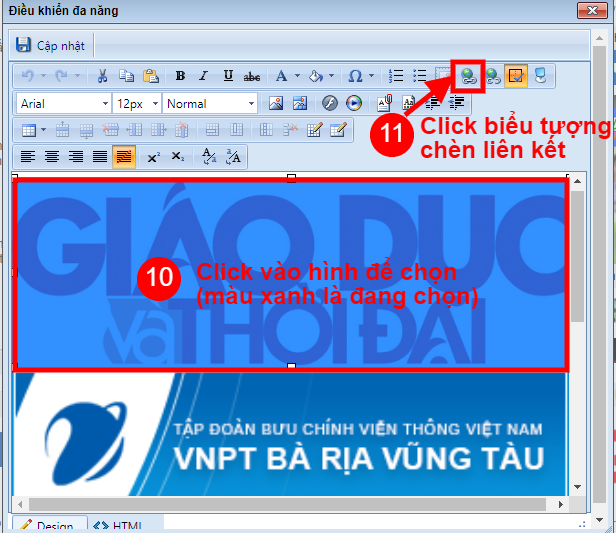 Điều khiển đa năng
Cập nhật
B I U abc A Ω
Arial 12px Normal
11 Click biểu tượng
chèn liên kết
GIÁO DỤC
10 Click vào hình để chọn
(màu xanh là đang chọn)
và THỜI ĐẠI
TẬP ĐOÀN BƯU CHÍNH VIỄN THÔNG VIỆT NAM
VNPT BÀ RỊA VŨNG TÀU
Design HTML